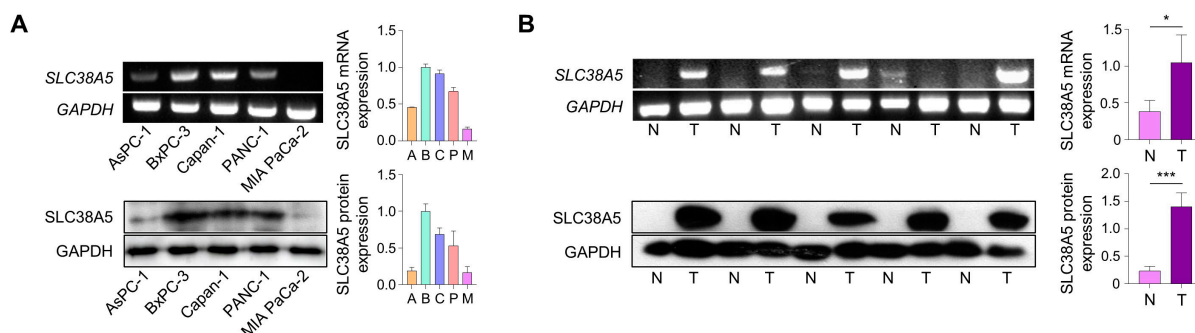 A
SLC38A5
GAPDH
AsPC-1
BxPC-3
Capan-1
PANC-1
MIA PaCa-2
SLC38A5 mRNA
expression
1.5
1.0
0.5
0.0
A B C P M
SLC38A5
GAPDH
AsPC-1
BxPC-3
Capan-1
PANC-1
MIA PaCa-2
SLC38A5 protein
expression
1.5
1.0
0.5
0.0
A B C P M
B
SLC38A5
GAPDH
N T N T N T N T N T
SLC38A5 mRNA
expression
1.5
1.0
0.5
0
*
N T
SLC38A5
GAPDH
N T N T N T N T N T
SLC38A5 protein
expression
2.0
1.5
1.0
0.5
0
***
N T